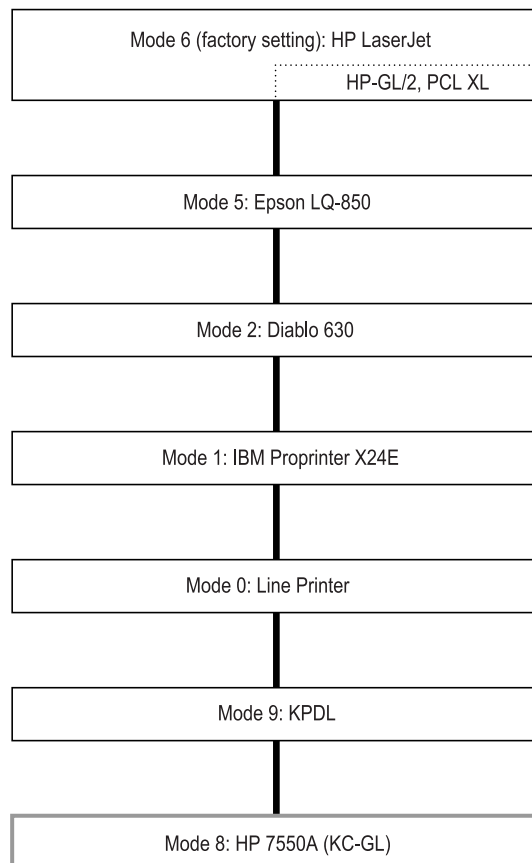 Mode 6 (factory setting): HP LaserJet
HP-GL/2, PCL XL
Mode 5: Epson LQ-850
Mode 2: Diablo 630
Mode 1: IBM Proprinter X24E
Mode 0: Line Printer
Mode 9: KPDL
Mode 8: HP 7550A (KC-GL)